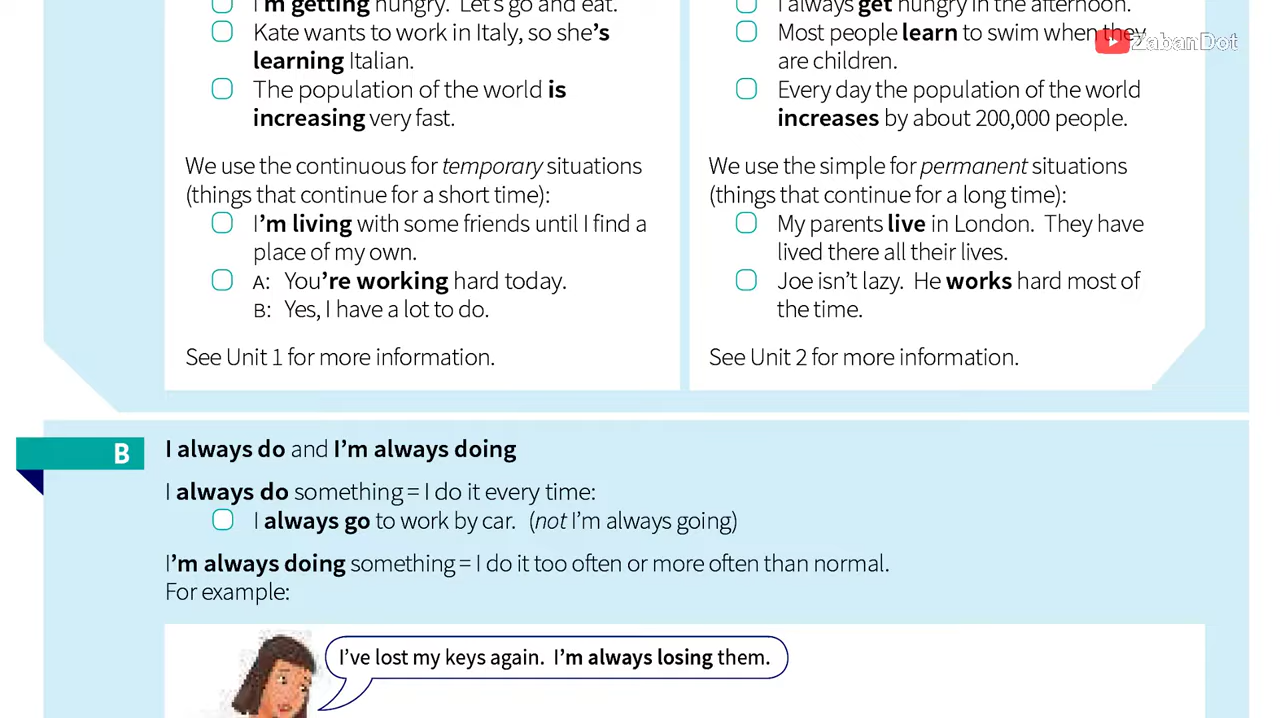 I'm getting hungry. Let's go and eat.
Kate wants to work in Italy, so she's
learning Italian.
The population of the world is
increasing very fast.
We use the continuous for temporary situations
(things that continue for a short time):
I'm living with some friends until I find a
place of my own.
A: You're working hard today.
B: Yes, I have a lot to do.
See Unit 1 for more information.
I always get hungry in the afternoon.
Most people learn to swim when they
are children.
Every day the population of the world
increases by about 200,000 people.
We use the simple for permanent situations
(things that continue for a long time):
My parents live in London. They have
lived there all their lives.
Joe isn't lazy. He works hard most of
the time.
See Unit 2 for more information.
ZabanDot
B
I always do and I'm always doing
I always do something = I do it every time:
I always go to work by car. (not I'm always going)
I'm always doing something = I do it too often or more often than normal.
For example:
I've lost my keys again. I'm always losing them.